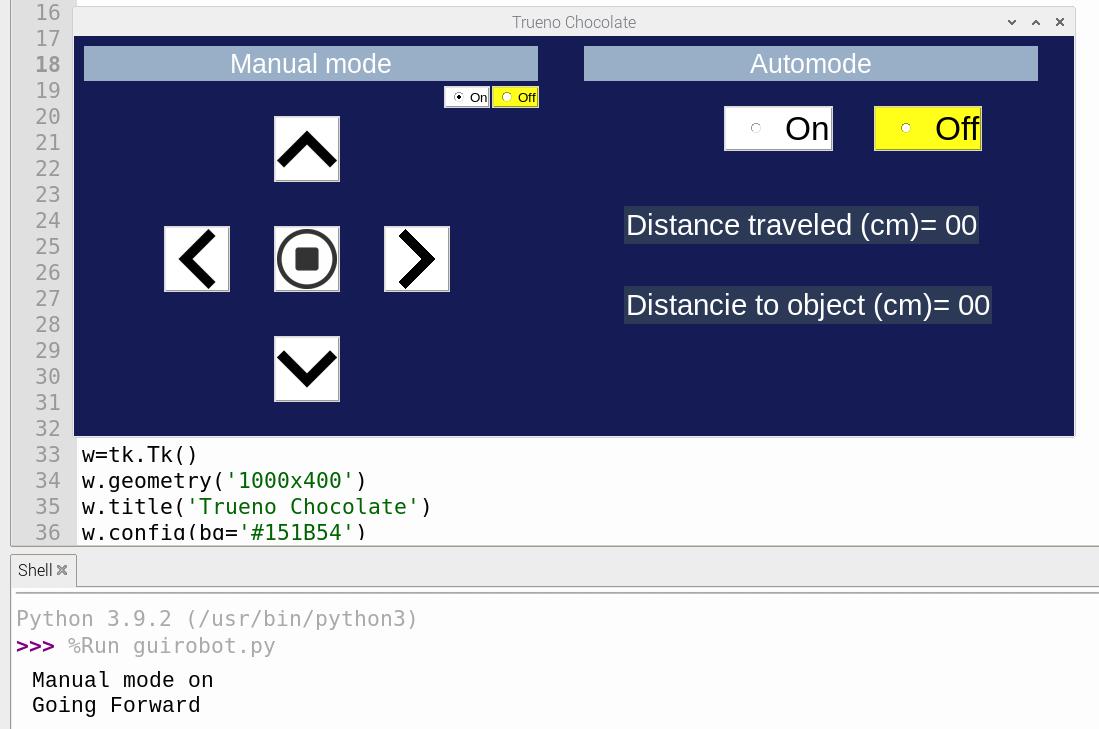 Trueno Chocolate
Manual mode
Automode
On Off
On Off
Distance traveled (cm)= 00
Distancie to object (cm)= 00
16
17
18
19
20
21
22
23
24
25
26
27
28
29
30
31
32
33 w=tk.Tk()
34 w.geometry('1000x400')
35 w.title('Trueno Chocolate')
36 w.config(bg='#151B54')
Shell
Python 3.9.2 (/usr/bin/python3)
>>> %Run guirobot.py
Manual mode on
Going Forward